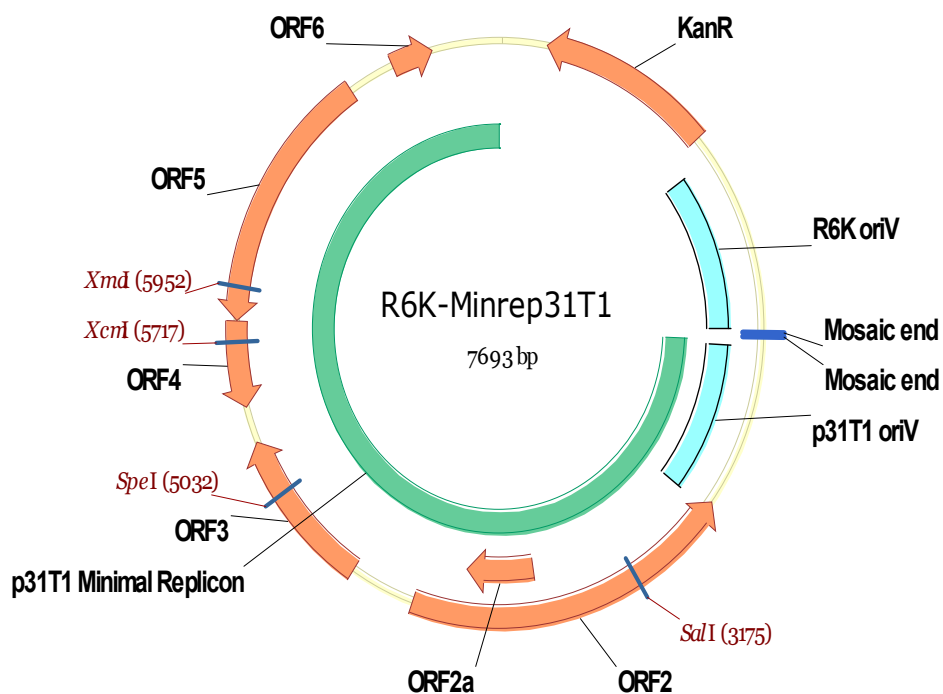 ORF6
KanR
ORF5
R6K oriV
XmaI (5952)
R6K-Minrep31T1
7693 bp
XcmI (5717)
ORF4
Mosaic end
Mosaic end
p31T1 oriV
SpeI (5032)
ORF3
p31T1 Minimal Replicon
SalI (3175)
ORF2a
ORF2